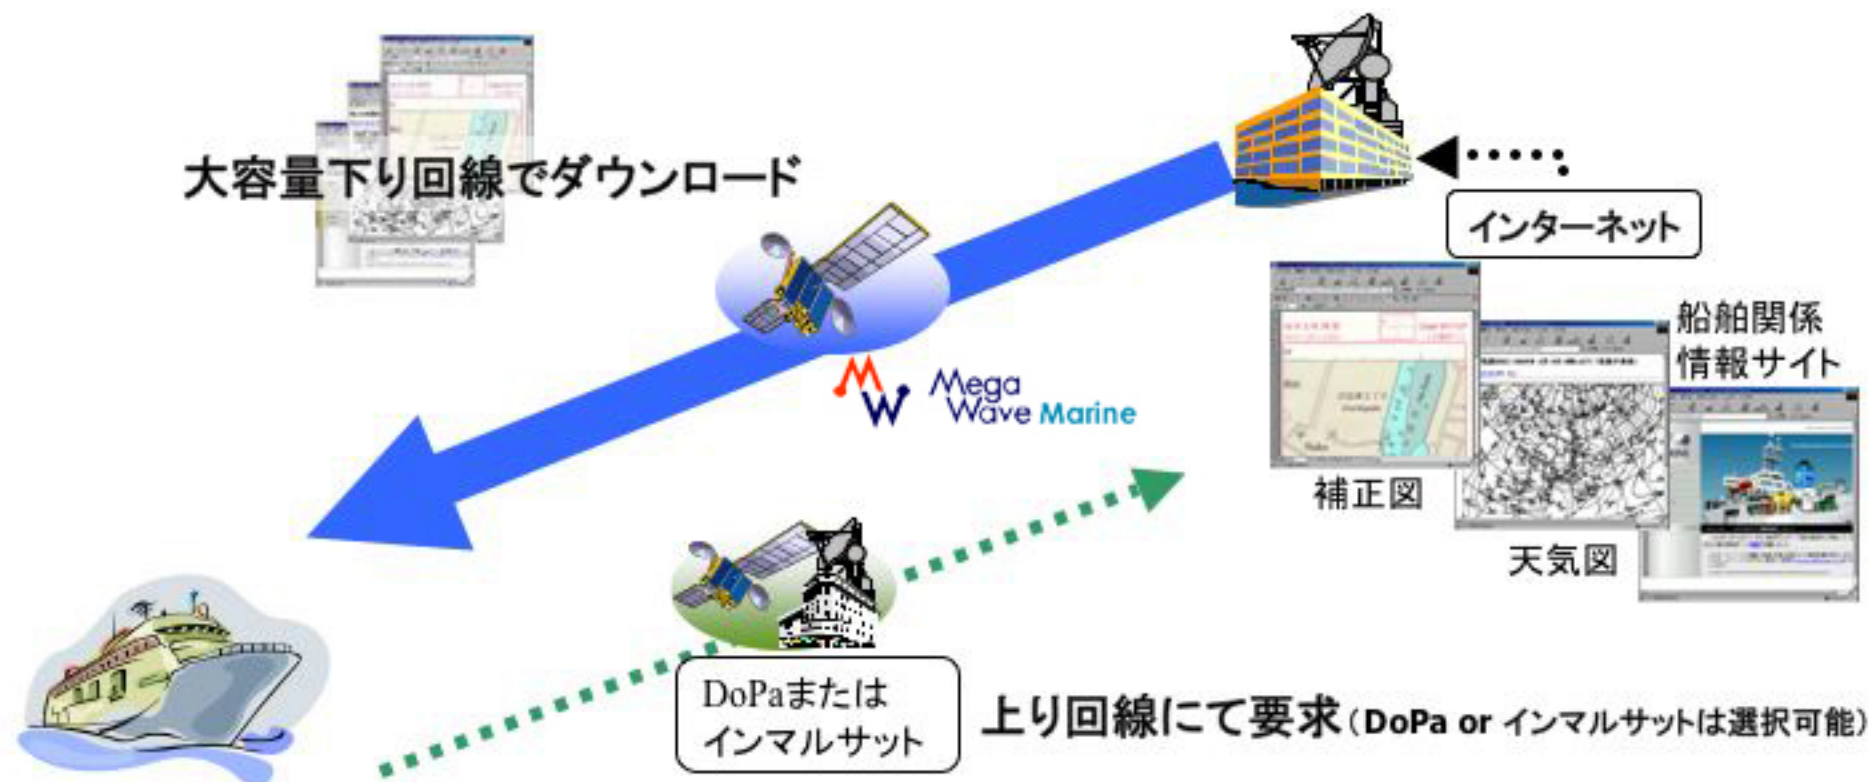 大容量下り回線でダウンロード
インターネット
船舶関係
情報サイト
Mega
Wave Marine
補正図
天気図
DoPaまたは
インマルサット
上り回線にて要求(DoPa or インマルサットは選択可能)